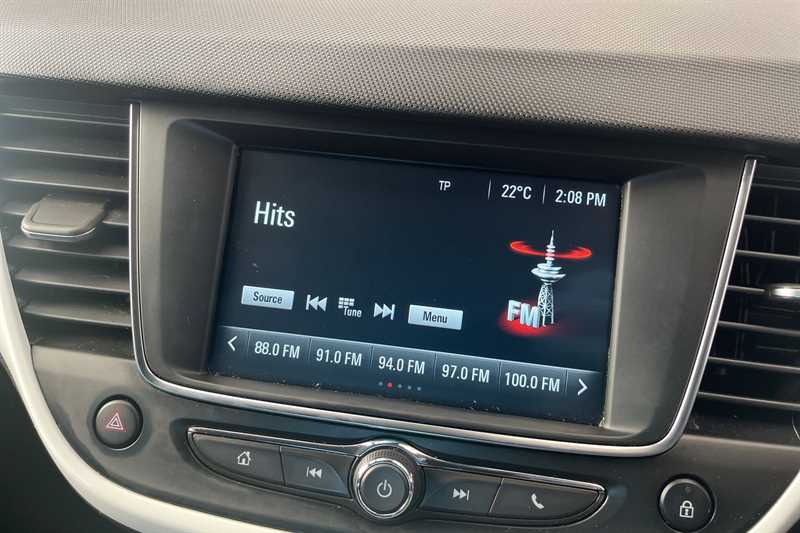 TP 22°C 2:08 PM
Hits
Source Tune Menu
FM
88.0 FM 91.0 FM 94.0 FM 97.0 FM 100.0 FM